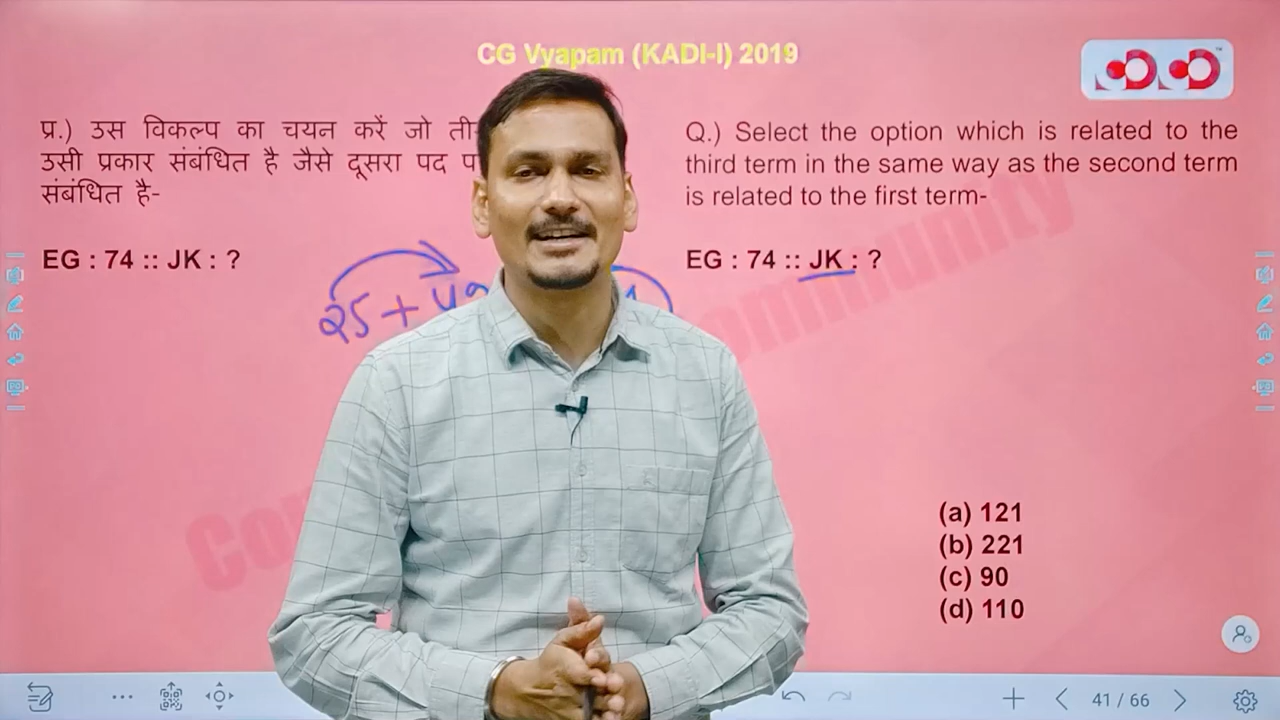 CG Vyapam (KADI-I) 2019
प्र.) उस विकल्प का चयन करें जो
उसी प्रकार संबंधित है जैसे दूसरा पद
संबंधित है-
EG : 74 :: JK : ?
25 + 49
Q.) Select the option which is related to the
third term in the same way as the second term
is related to the first term-
EG : 74 :: JK : ?
(a) 121
(b) 221
(c) 90
(d) 110
41 / 66